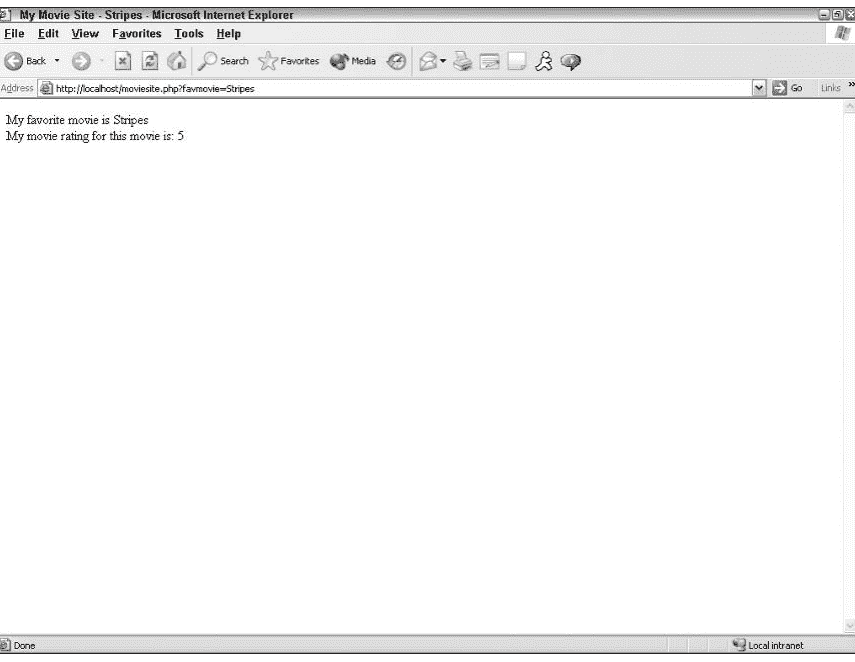 My Movie Site - Stripes - Microsoft Internet Explorer
File Edit View Favorites Tools Help
Back Search Favorites Media
Address http://localhost/moviesite.php?favmovie=Stripes Go Links »
My favorite movie is Stripes
My movie rating for this movie is: 5
Done Local intranet